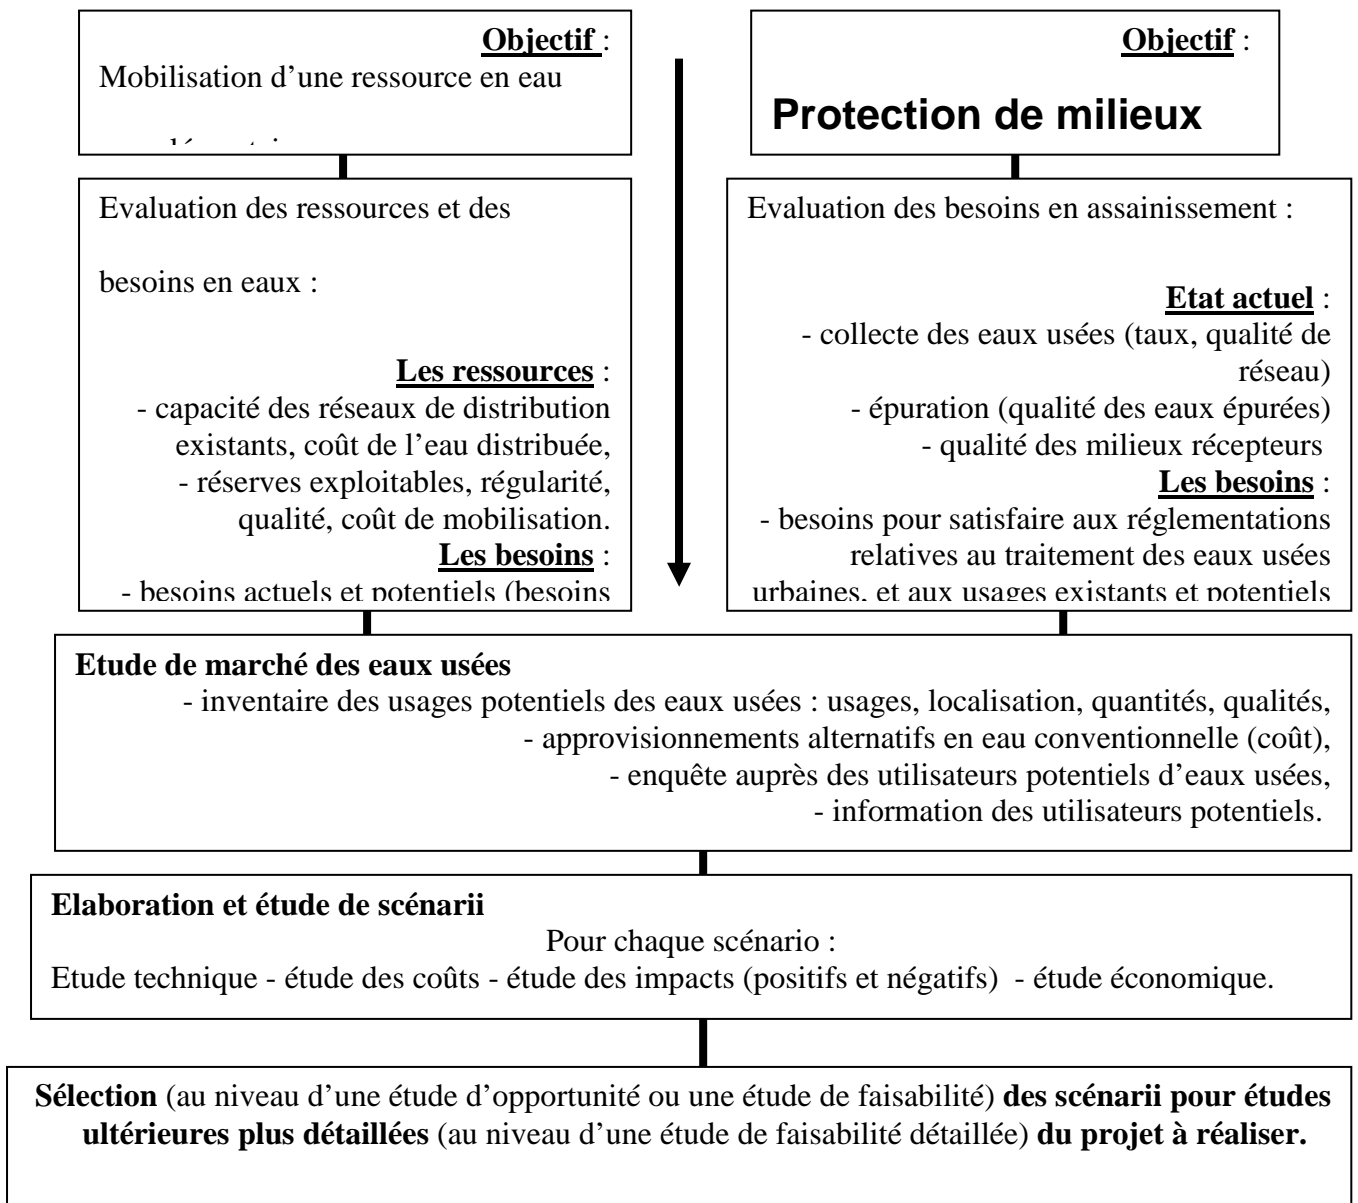 Objectif :
Mobilisation d’une ressource en eau
Objectif :
Protection de milieux
Evaluation des ressources et des
besoins en eaux :
Les ressources :
- capacité des réseaux de distribution
existants, coût de l’eau distribuée,
- réserves exploitables, régularité,
qualité, coût de mobilisation.
Les besoins :
- besoins actuels et potentiels (besoins
Evaluation des besoins en assainissement :
Etat actuel :
- collecte des eaux usées (taux, qualité de
réseau)
- épuration (qualité des eaux épurées)
- qualité des milieux récepteurs
Les besoins :
- besoins pour satisfaire aux réglementations
relatives au traitement des eaux usées
urbaines, et aux usages existants et potentiels
Etude de marché des eaux usées
- inventaire des usages potentiels des eaux usées : usages, localisation, quantités, qualités,
- approvisionnements alternatifs en eau conventionnelle (coût),
- enquête auprès des utilisateurs potentiels d’eaux usées,
- information des utilisateurs potentiels.
Elaboration et étude de scénarii
Pour chaque scénario :
Etude technique - étude des coûts - étude des impacts (positifs et négatifs) - étude économique.
Sélection (au niveau d’une étude d’opportunité ou une étude de faisabilité) des scénarii pour études
ultérieures plus détaillées (au niveau d’une étude de faisabilité détaillée) du projet à réaliser.